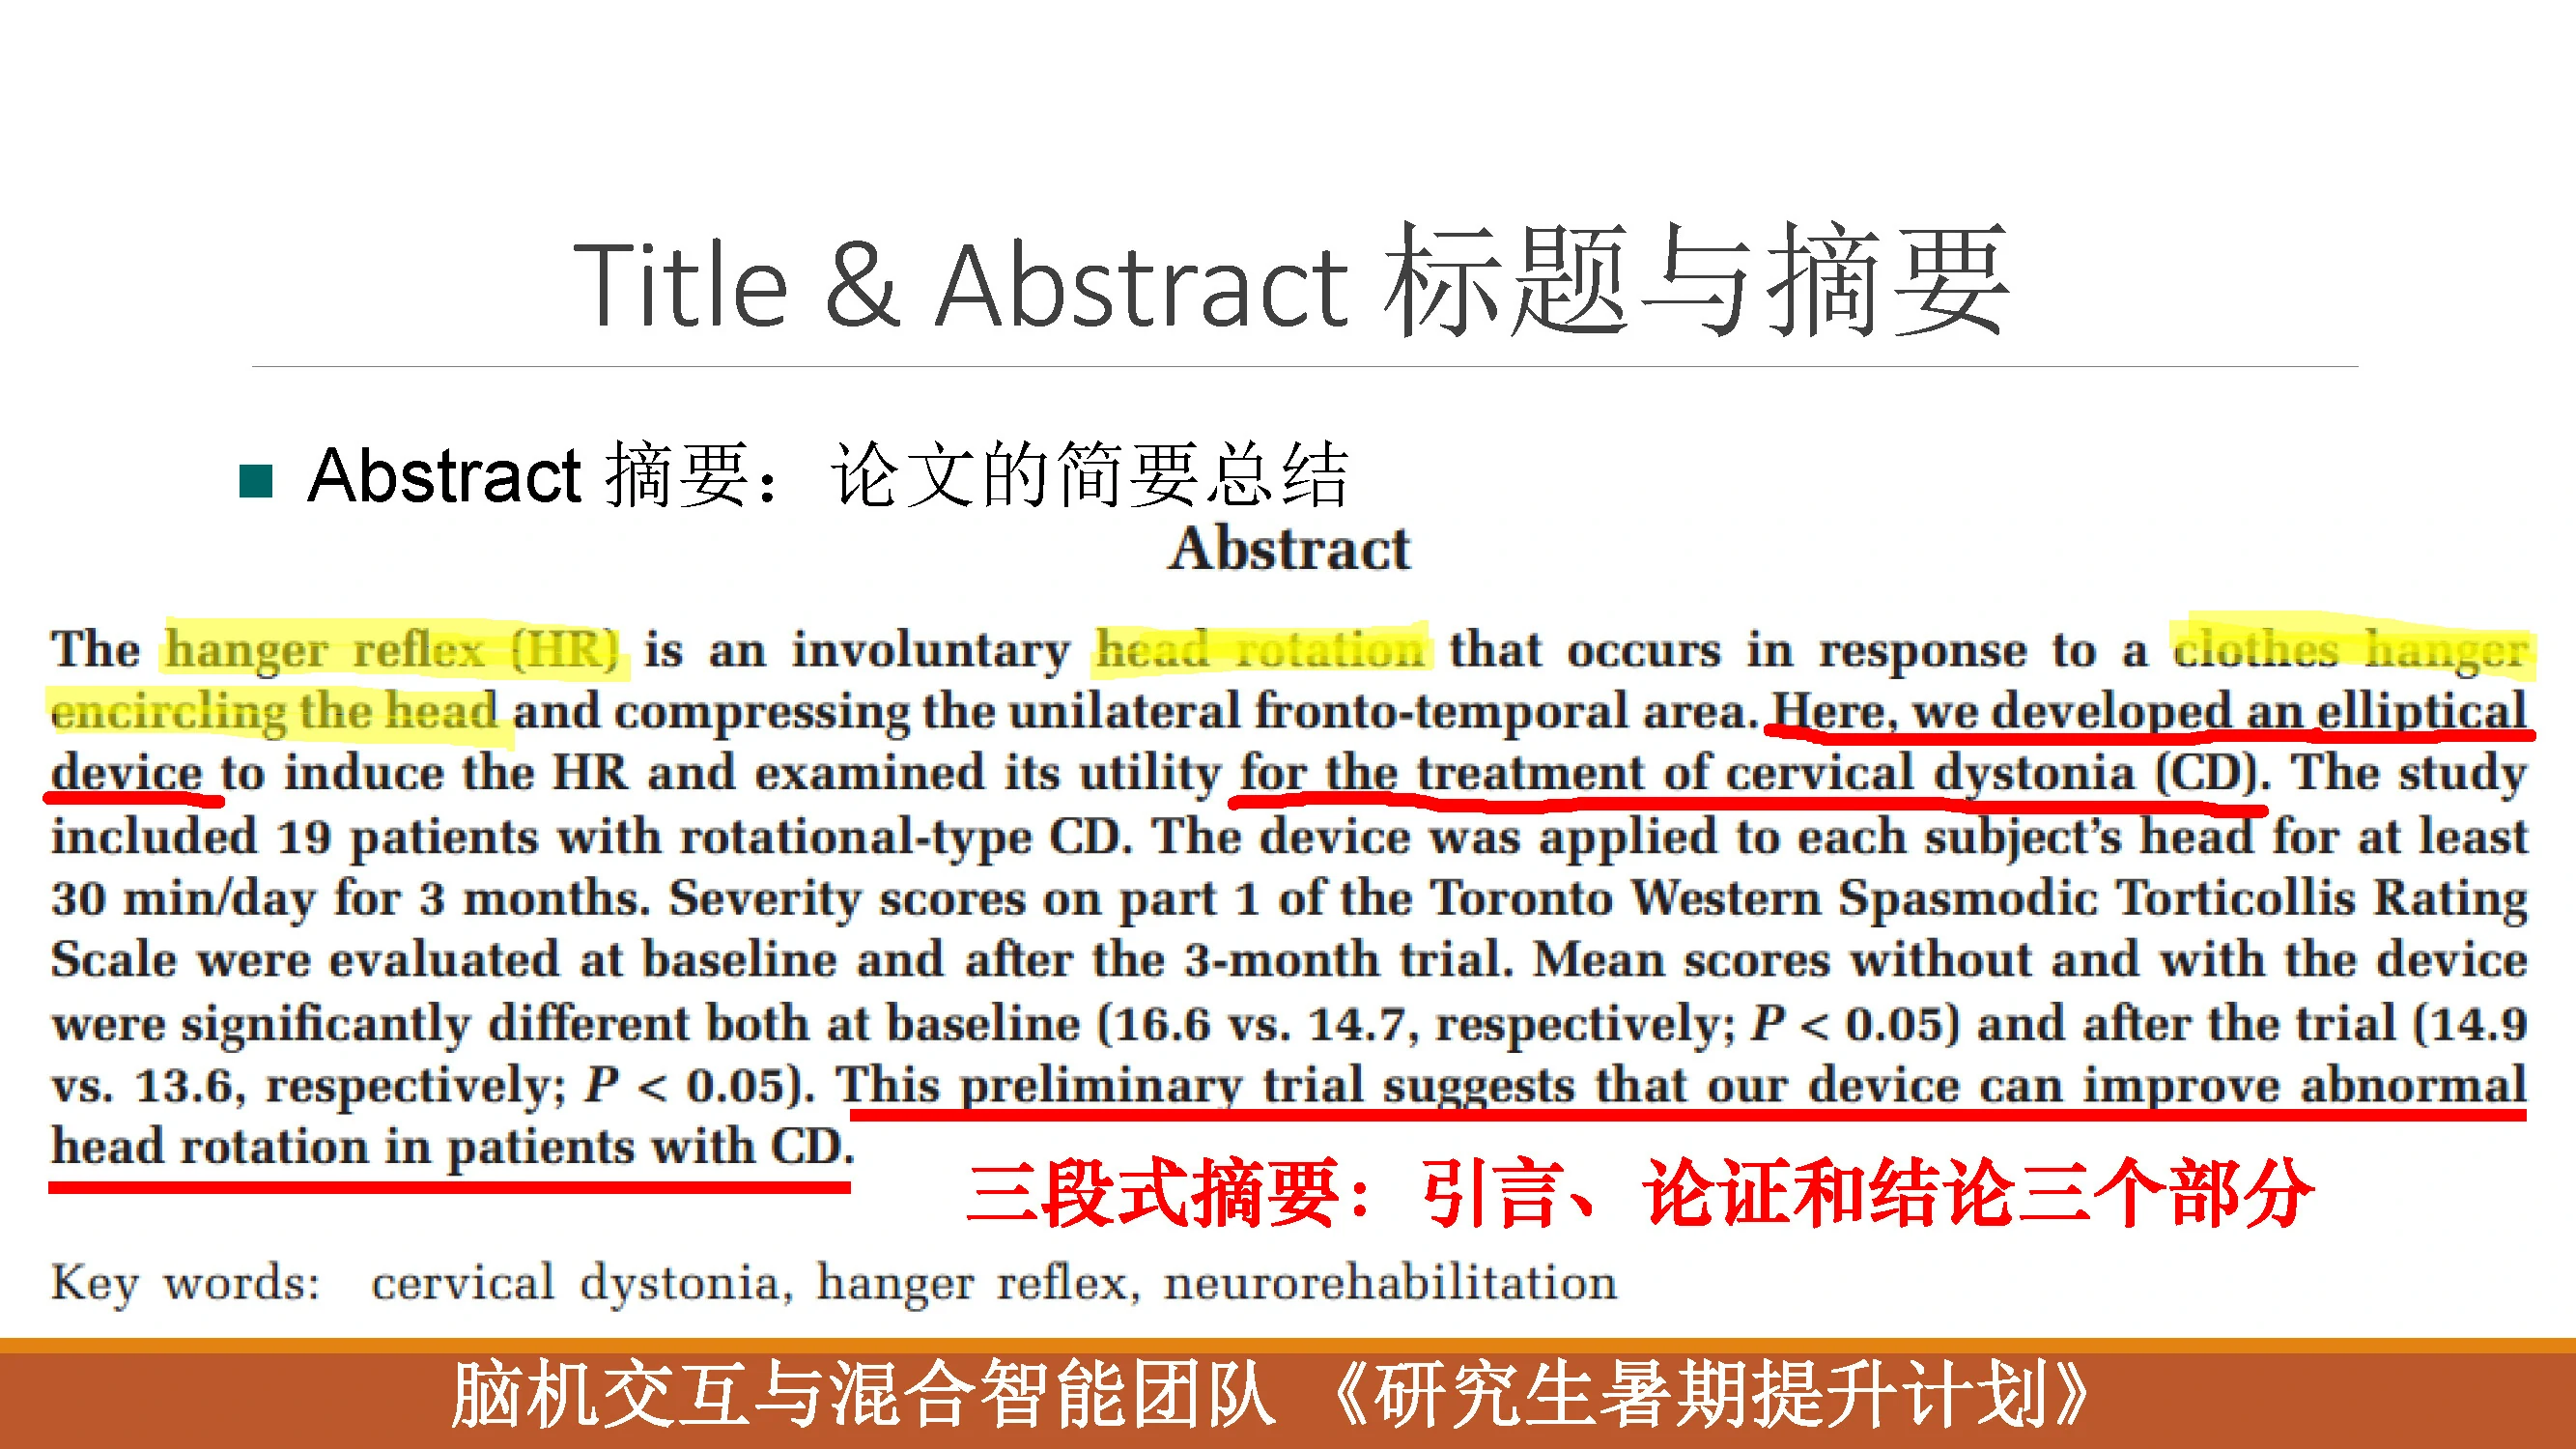 Title & Abstract 标题与摘要
Abstract 摘要：论文的简要总结
Abstract
The hanger reflex (HR) is an involuntary head rotation that occurs in response to a clothes hanger
encircling the head and compressing the unilateral fronto-temporal area. Here, we developed an elliptical
device to induce the HR and examined its utility for the treatment of cervical dystonia (CD). The study
included 19 patients with rotational-type CD. The device was applied to each subject’s head for at least
30 min/day for 3 months. Severity scores on part 1 of the Toronto Western Spasmodic Torticollis Rating
Scale were evaluated at baseline and after the 3-month trial. Mean scores without and with the device
were significantly different both at baseline (16.6 vs. 14.7, respectively; P < 0.05) and after the trial (14.9
vs. 13.6, respectively; P < 0.05). This preliminary trial suggests that our device can improve abnormal
head rotation in patients with CD.
三段式摘要：引言、论证和结论三个部分
Key words: cervical dystonia, hanger reflex, neurorehabilitation
脑机交互与混合智能团队 《研究生暑期提升计划》